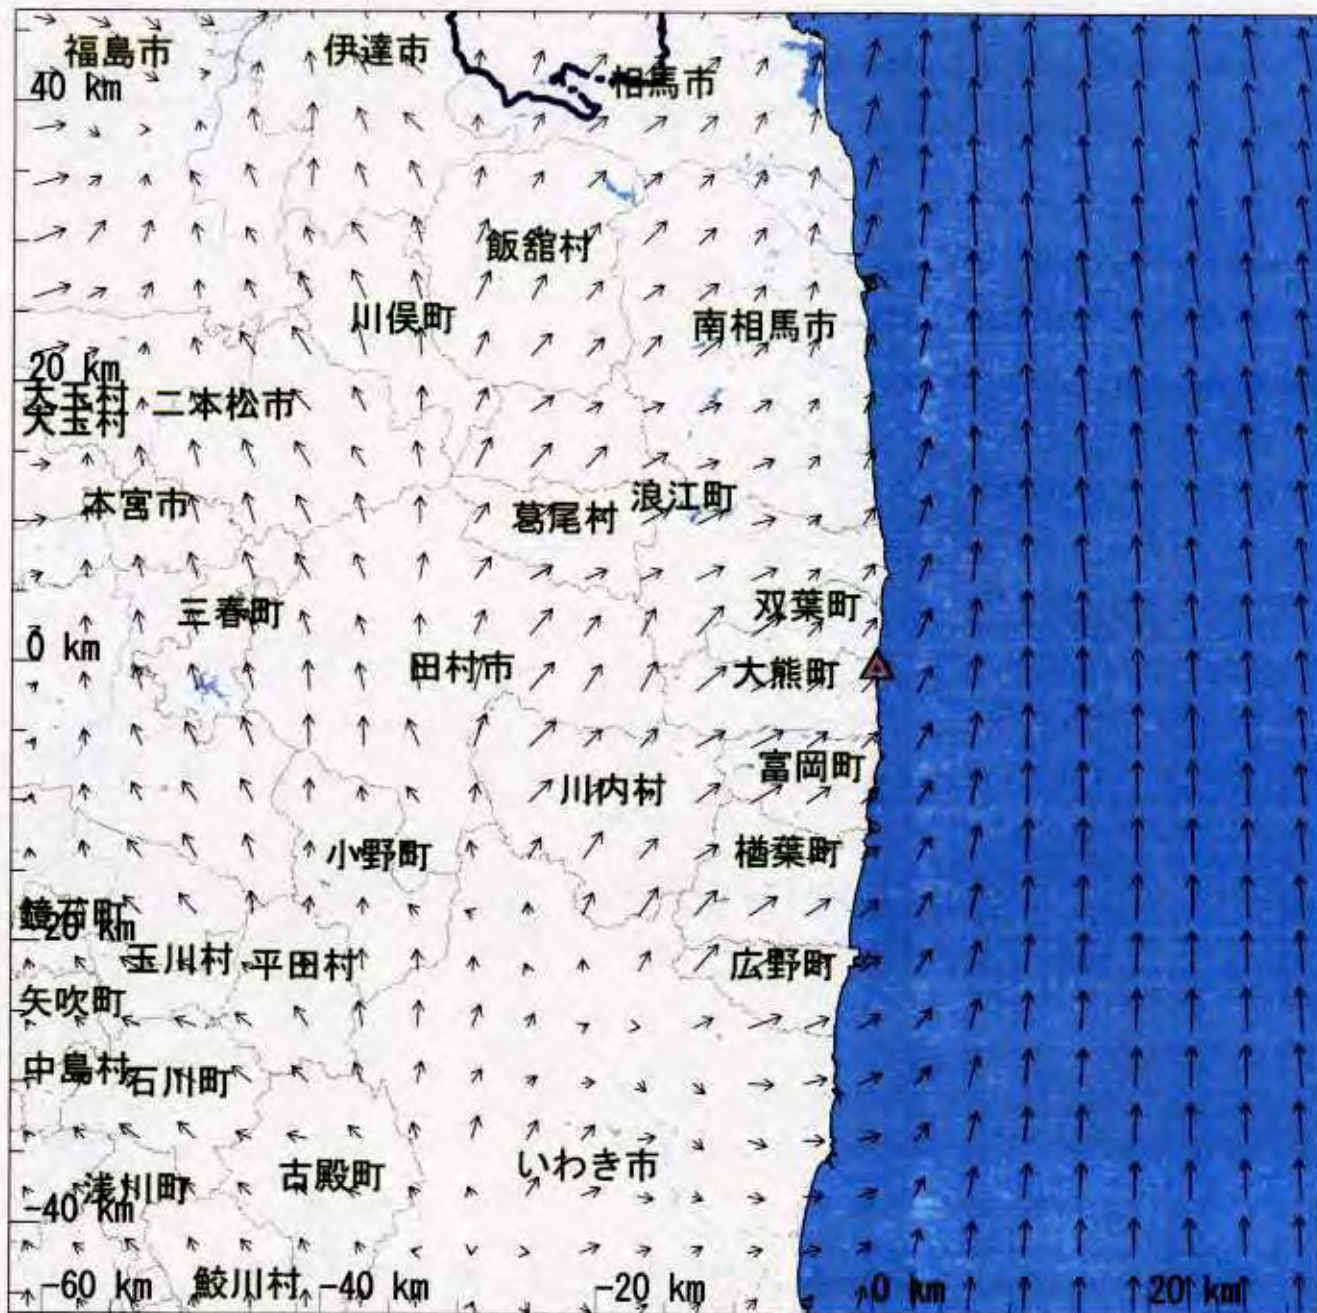 福島市 伊達市
相馬市
40 km
飯舘村
川俣町 南相馬市
20 km
大玉村
大玉村 二本松市
本宮市 葛尾村 浪江町
三春町 双葉町
0 km 田村市 大熊町
川内村 富岡町
小野町 楢葉町
鏡石町
-20 km
玉川村 平田村 広野町
矢吹町
中島村 石川町
浅川町 古殿町 いわき市
-40 km
-60 km 鮫川村 -40 km -20 km 0 km 20 km